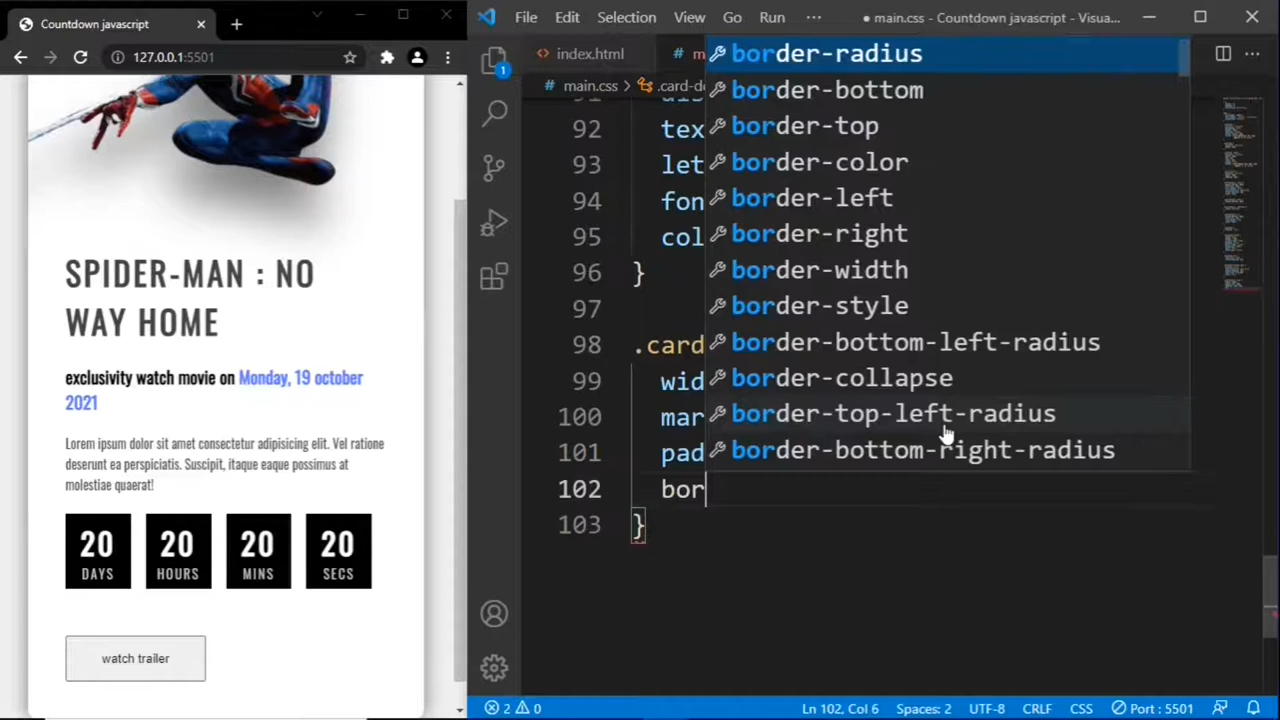 Countdown javascript
127.0.0.1:5501
SPIDER-MAN : NO
WAY HOME
exclusivity watch movie on Monday, 19 october
2021
Lorem ipsum dolor sit amet consectetur adipisicing elit. Vel ratione
deserunt ea perspiciatis. Suscipit, itaque eaque possimus at
molestiae quaerat!
20 20 20 20
DAYS HOURS MINS SECS
watch trailer
File Edit Selection View Go Run ··· ● main.css - Countdown javascript - Visua...
1
<> index.html # m
# main.css > .card-de
92 tex
93 let
94 fon
95 col
96 }
97
98 .card
99 wid
100 mar
101 pad
102 bor
103 }
border-radius
border-bottom
border-top
border-color
border-left
border-right
border-width
border-style
border-bottom-left-radius
border-collapse
border-top-left-radius
border-bottom-right-radius
2 0 Ln 102, Col 6 Spaces: 2 UTF-8 CRLF CSS Port : 5501